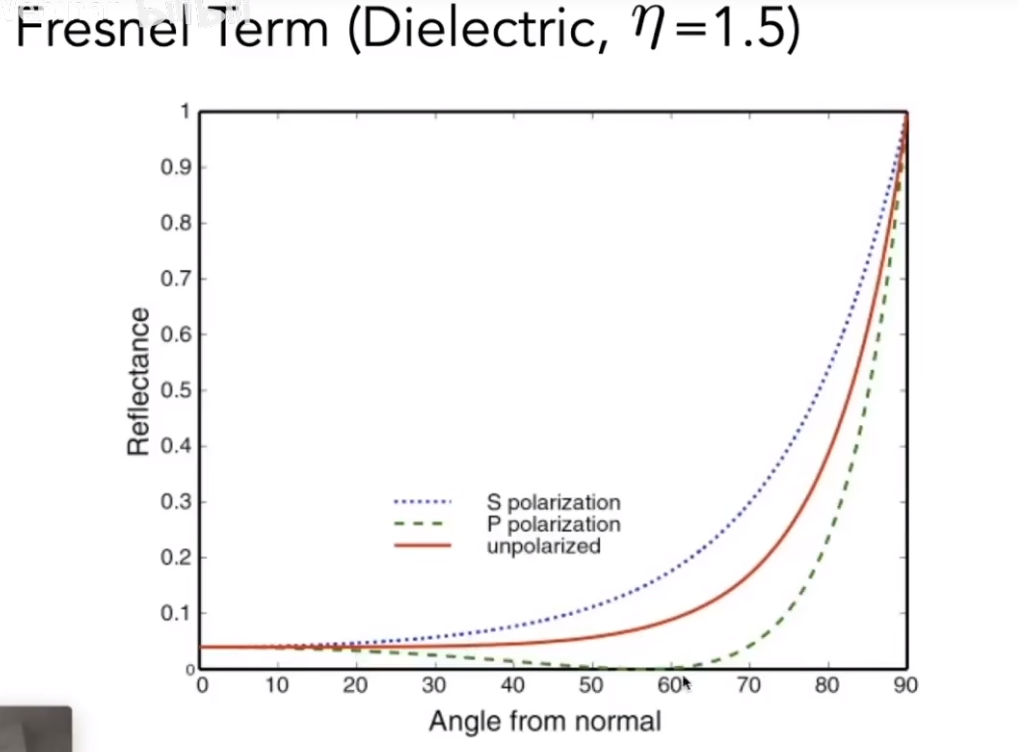 Fresnel Term (Dielectric, η=1.5)
1
0.9
0.8
0.7
0.6
0.5
0.4
0.3
0.2
0.1
0
Reflectance
S polarization
P polarization
unpolarized
0 10 20 30 40 50 60 70 80 90
Angle from normal